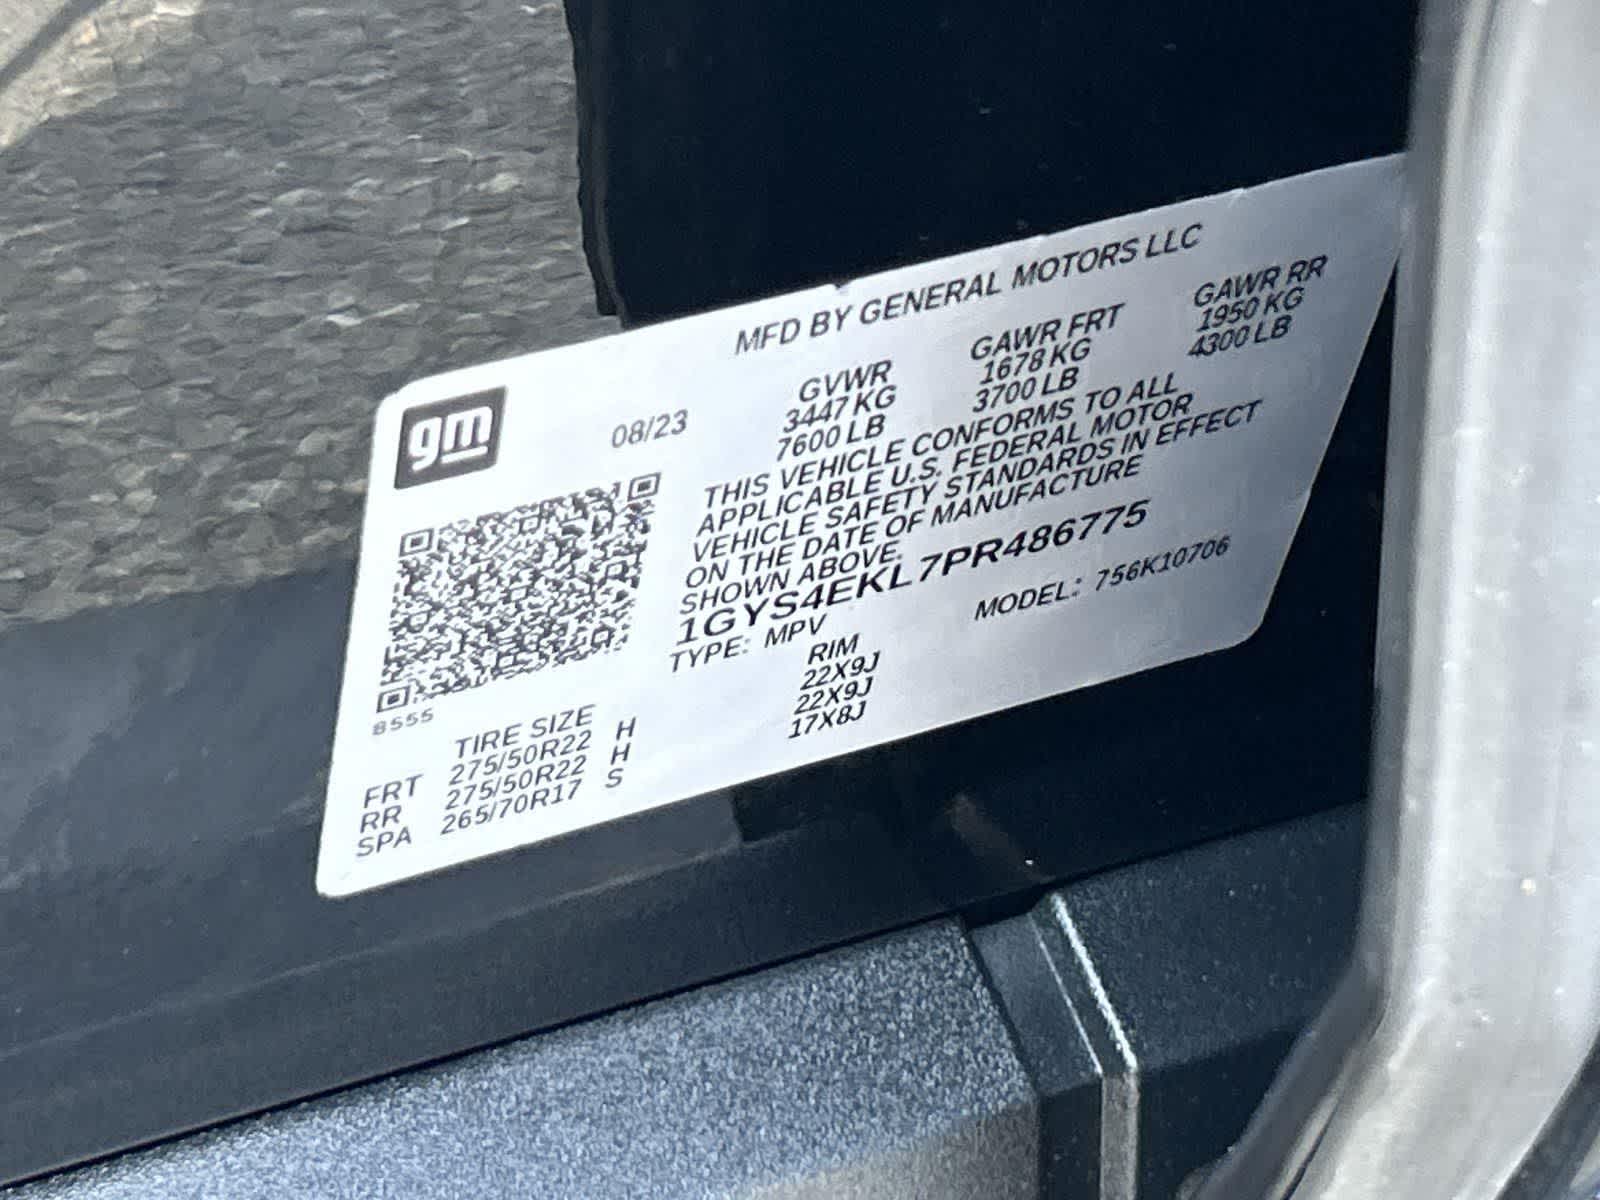 MFD BY GENERAL MOTORS LLC
gm
08/23
GVWR GAWR FRT GAWR RR
3447 KG 1678 KG 1950 KG
7600 LB 3700 LB 4300 LB
THIS VEHICLE CONFORMS TO ALL
APPLICABLE U.S. FEDERAL MOTOR
VEHICLE SAFETY STANDARDS IN EFFECT
ON THE DATE OF MANUFACTURE
SHOWN ABOVE.
1GYS4EKL7PR486775
TYPE: MPV MODEL: 756K10706
8555
TIRE SIZE RIM
FRT 275/50R22 H 22X9J
RR 275/50R22 H 22X9J
SPA 265/70R17 S 17X8J